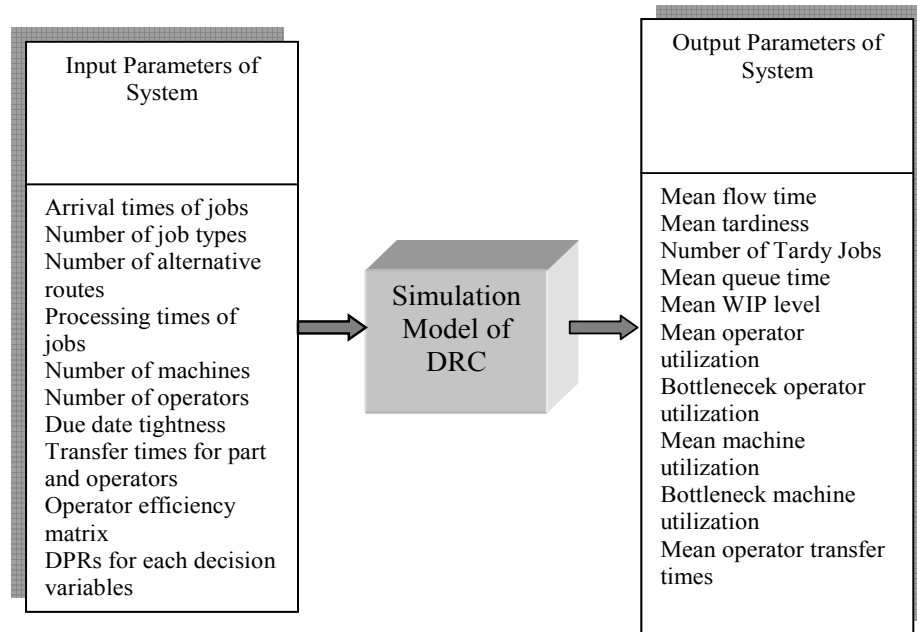 Input Parameters of
System
Arrival times of jobs
Number of job types
Number of alternative
routes
Processing times of
jobs
Number of machines
Number of operators
Due date tightness
Transfer times for part
and operators
Operator efficiency
matrix
DPRs for each decision
variables
Simulation
Model of
DRC
Output Parameters of
System
Mean flow time
Mean tardiness
Number of Tardy Jobs
Mean queue time
Mean WIP level
Mean operator
utilization
Bottlenecek operator
utilization
Mean machine
utilization
Bottleneck machine
utilization
Mean operator transfer
times